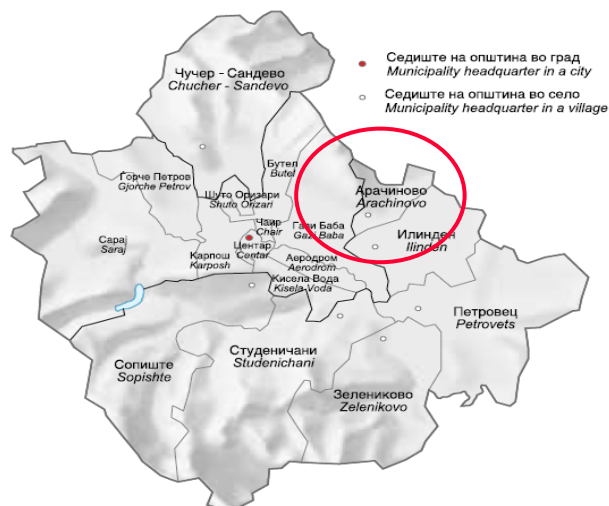 Седиште на општина во град
Municipality headquarter in a city
Седиште на општина во село
Municipality headquarter in a village
Чучер - Сандево
Chucher - Sandevo
Бутел
Butel
Арачиново
Arachinovo
Ѓорче Петров
Gjorche Petrov
Шуто Оризари
Shuto Orizari
Чаир
Chair
Гази Баба
Gazi Baba
Илинден
Ilinden
Сарај
Saraj
Карпош
Karposh
Центар
Centar
Аеродром
Aerodrom
Кисела Вода
Kisela Voda
Петровец
Petrovets
Сопиште
Sopishte
Студеничани
Studenichani
Зелениково
Zelenikovo